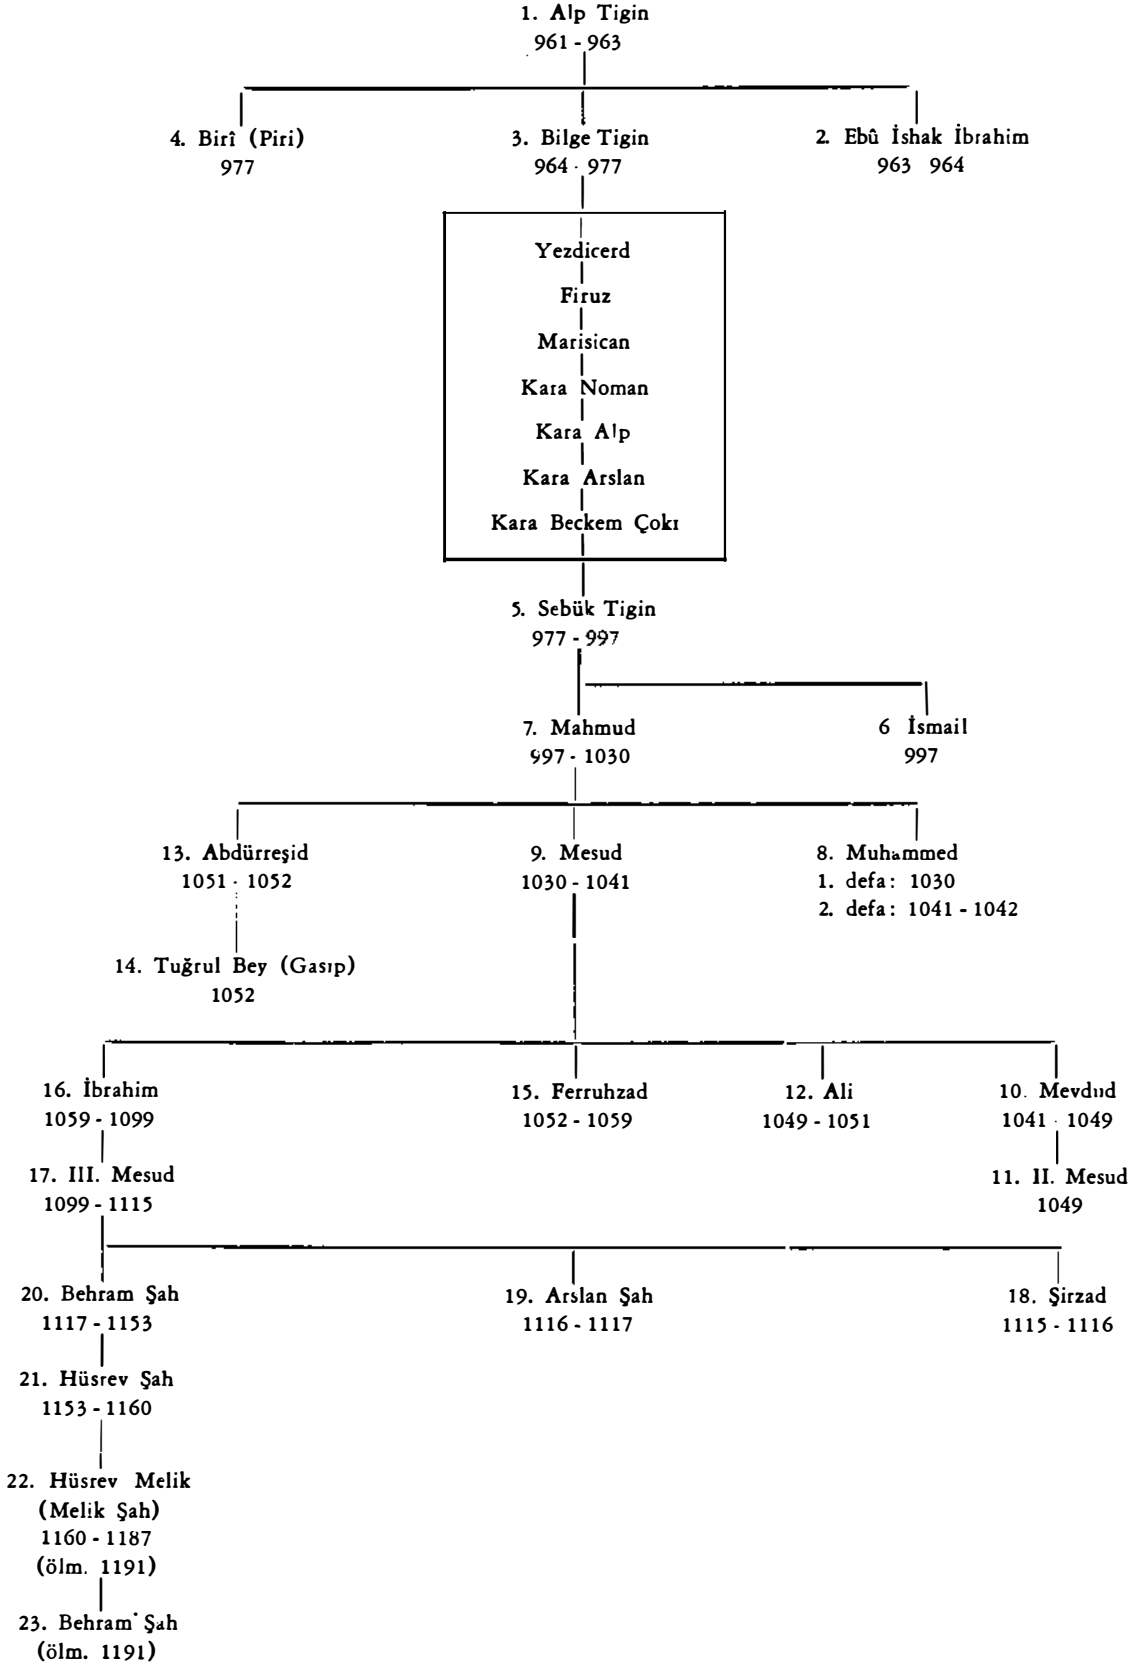 1. Alp Tigin
961 - 963
4. Birî (Piri)
977
3. Bilge Tigin
964 - 977
2. Ebû İshak İbrahim
963 964
Yezdicerd
Firuz
Marisican
Kara Noman
Kara Alp
Kara Arslan
Kara Beckem Çokı
5. Sebük Tigin
977 - 997
7. Mahmud
997 - 1030
6 İsmail
997
13. Abdürreşid
1051 - 1052
9. Mesud
1030 - 1041
8. Muhammed
1. defa: 1030
2. defa: 1041 - 1042
14. Tuğrul Bey (Gasıp)
1052
16. İbrahim
1059 - 1099
15. Ferruhzad
1052 - 1059
12. Ali
1049 - 1051
10. Mevdud
1041 - 1049
17. III. Mesud
1099 - 1115
11. II. Mesud
1049
20. Behram Şah
1117 - 1153
19. Arslan Şah
1116 - 1117
18. Şirzad
1115 - 1116
21. Hüsrev Şah
1153 - 1160
22. Hüsrev Melik
(Melik Şah)
1160 - 1187
(ölm. 1191)
23. Behram Şah
(ölm. 1191)